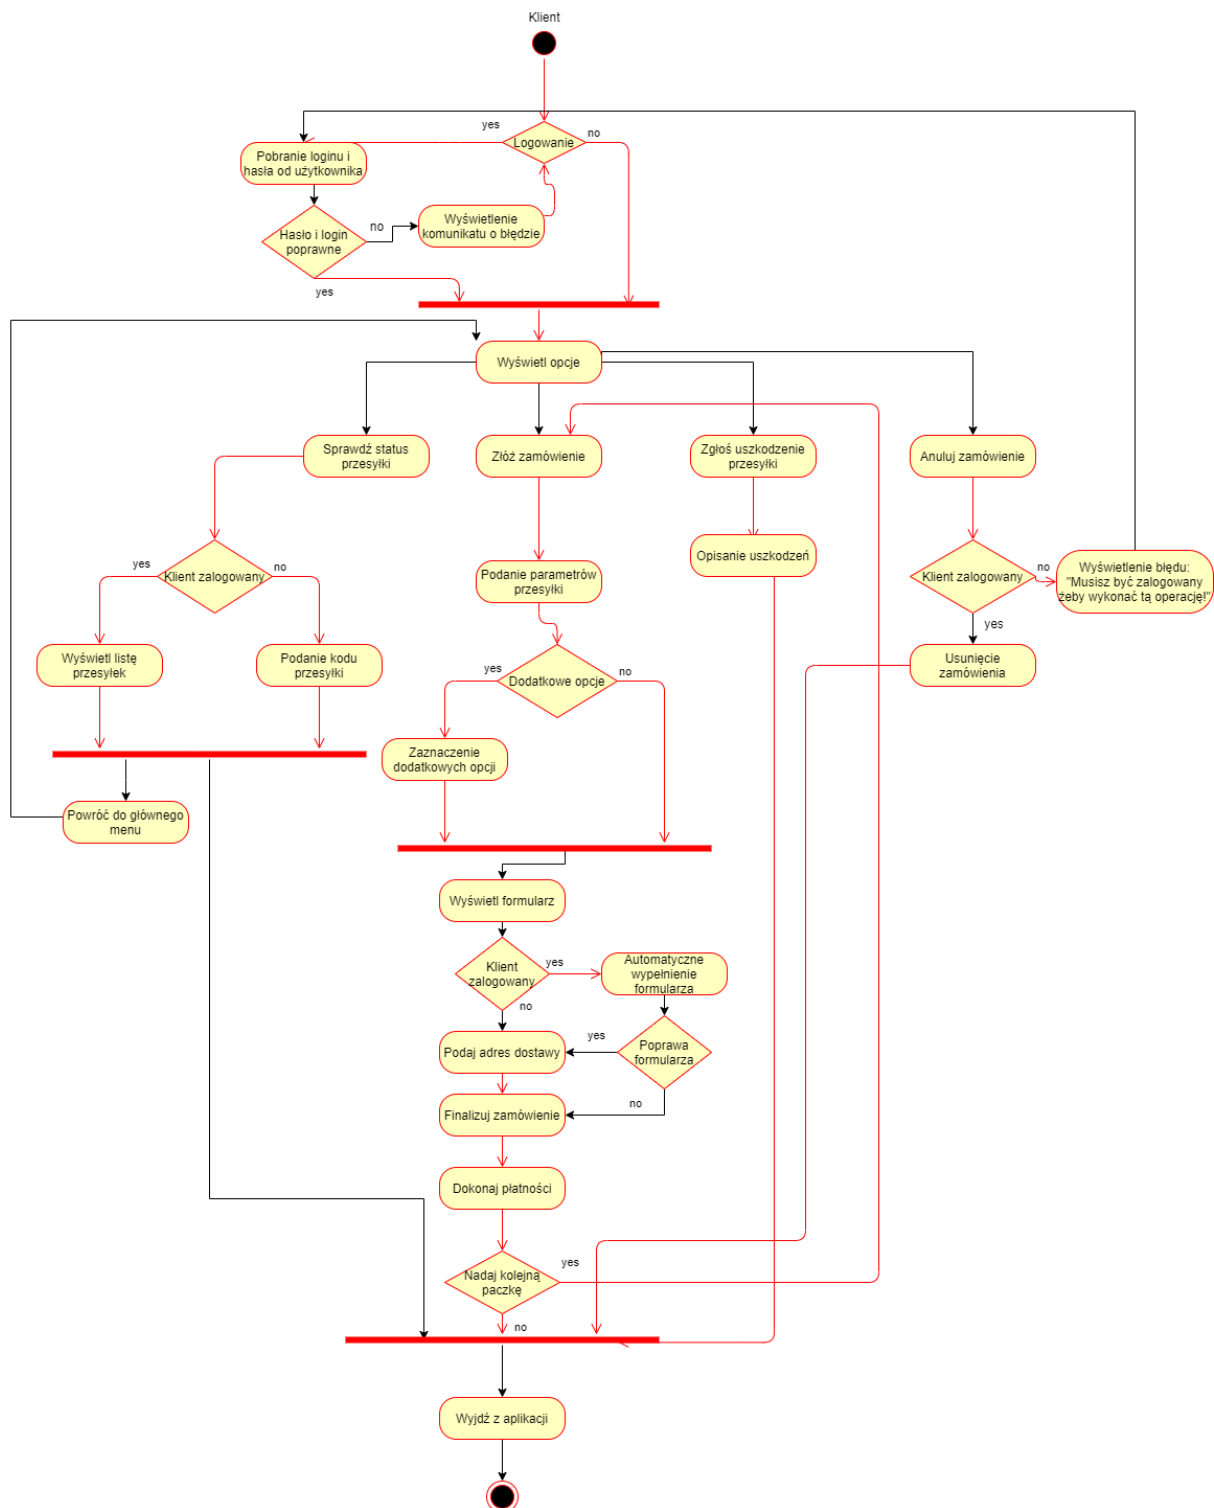 Klient
yes
Logowanie
no
Pobranie loginu i
hasła od użytkownika
Hasło i login
poprawne
no
Wyświetlenie
komunikatu o błędzie
yes
Wyświetl opcje
Sprawdź status
przesyłki
Złóż zamówienie
Zgłoś uszkodzenie
przesyłki
Anuluj zamówienie
yes
Klient zalogowany
no
Opisanie uszkodzeń
Podanie parametrów
przesyłki
Klient zalogowany
no
Wyświetlenie błędu:
"Musisz być zalogowany
żeby wykonać tą operację!"
yes
Wyświetl listę
przesyłek
Podanie kodu
przesyłki
yes
Dodatkowe opcje
no
Usunięcie
zamówienia
Zaznaczenie
dodatkowych opcji
Powróć do głównego
menu
Wyświetl formularz
Klient
zalogowany
yes
Automatyczne
wypełnienie
formularza
no
Podaj adres dostawy
yes
Poprawa
formularza
Finalizuj zamówienie
no
Dokonaj płatności
Nadaj kolejną
paczkę
yes
no
Wyjdź z aplikacji